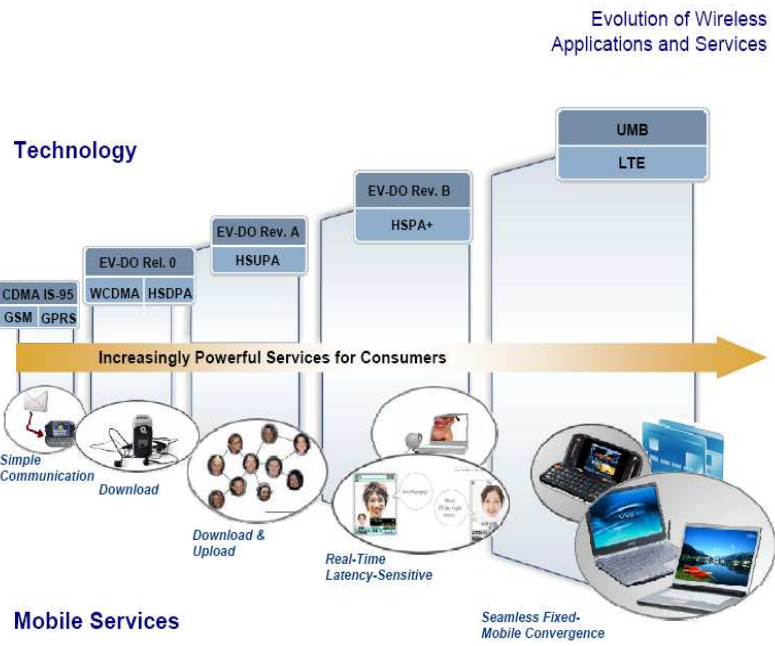 Evolution of Wireless
Applications and Services
Technology
UMB
LTE
EV-DO Rev. B
HSPA+
EV-DO Rev. A
HSUPA
EV-DO Rel. 0
WCDMA HSDPA
CDMA IS-95
GSM GPRS
Increasingly Powerful Services for Consumers
Simple
Communication
Download
Download &
Upload
Real-Time
Latency-Sensitive
Seamless Fixed-
Mobile Convergence
Mobile Services